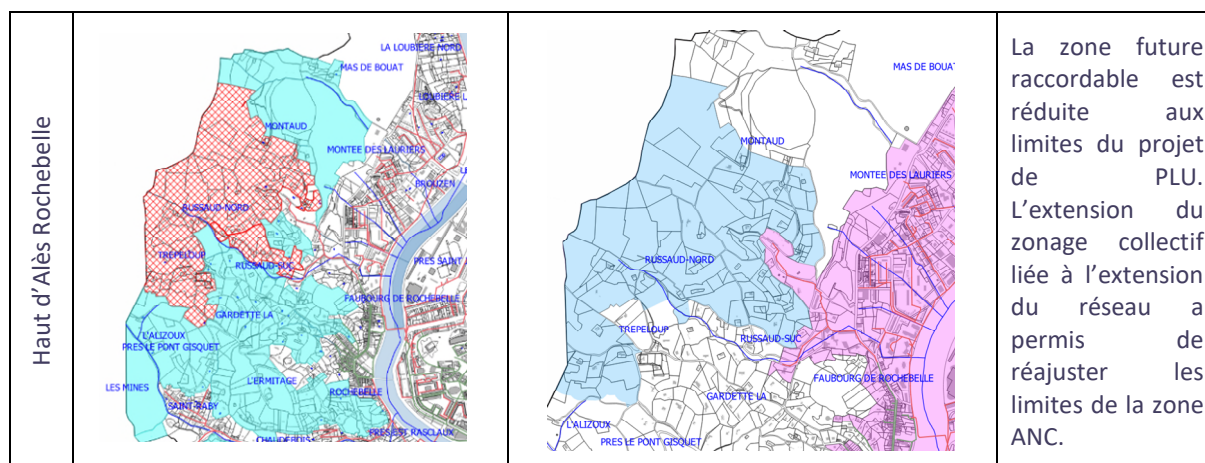 Haut d'Alès Rochebelle
LA LOUBIÈRE NORD
MAS DE BOUAT
MONTAUD
MONTEE DES LAURIERS
BROUZEN
RUSSAUD-NORD
TREPELOUP
RUSSAUD-SUC
PRES SAINT
FAUBOURG DE ROCHEBELLE
GARDETTE LA
L'ALIZOUX
PRES LE PONT GISQUET
L'ERMITAGE
LES MINES
ROCHEBELLE
SAINT-RABY
PRES EST RASCLAUX
MAS DE BOUAT
MONTAUD
MONTEE DES LAURIERS
RUSSAUD-NORD
TREPELOUP
RUSSAUD-SUC
FAUBOURG DE ROCHEBELLE
GARDETTE LA
L'ALIZOUX
PRES LE PONT GISQUET
La zone future
raccordable est
réduite aux
limites du projet
de PLU.
L'extension du
zonage collectif
liée à l'extension
du réseau a
permis de
réajuster les
limites de la zone
ANC.